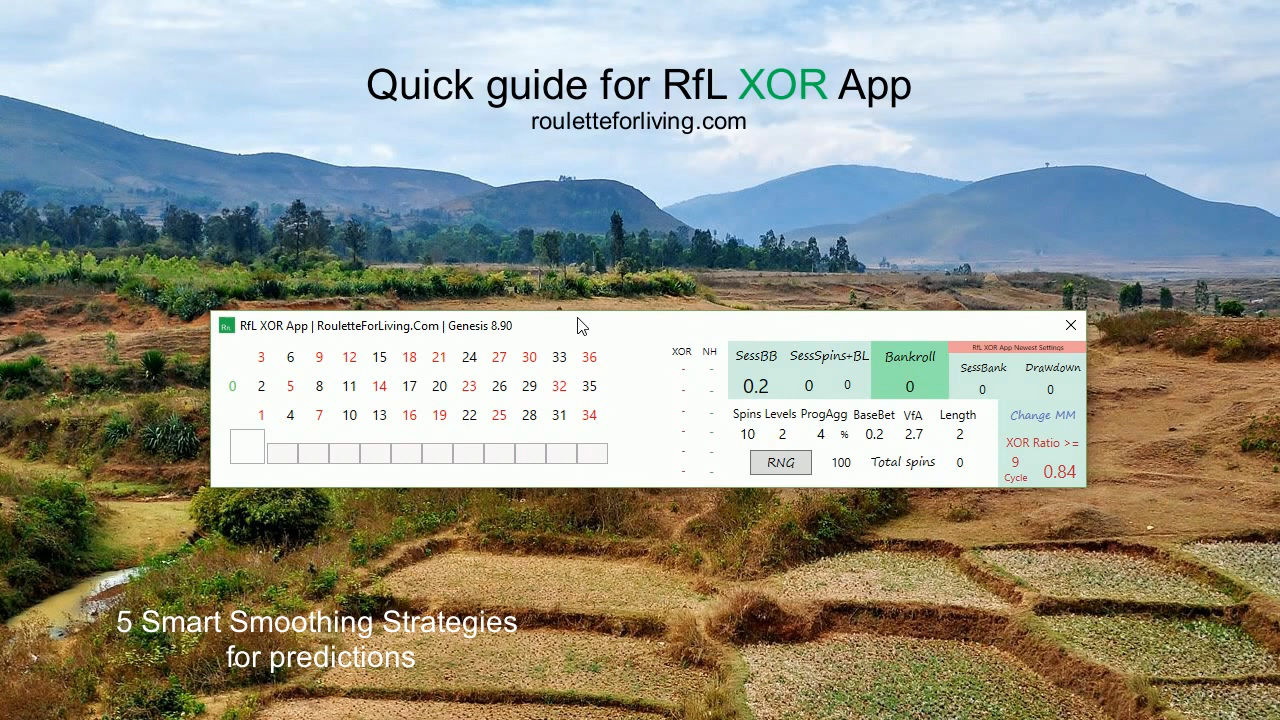 Quick guide for RfL XOR App
rouletteforliving.com
RfL
RfL XOR App | RouletteForLiving.Com | Genesis 8.90
3 6 9 12 15 18 21 24 27 30 33 36
0 2 5 8 11 14 17 20 23 26 29 32 35
1 4 7 10 13 16 19 22 25 28 31 34
XOR NH
- -
- -
- -
- -
- -
- -
SessBB SessSpins+BL
0.2 0 0
Bankroll
0
RfL XOR App Newest Settings
SessBank Drawdown
0 0
Spins Levels ProgAgg BaseBet VfA Length
10 2 4 % 0.2 2.7 2
RNG 100 Total spins 0
Change MM
XOR Ratio >=
9 0.84
Cycle
5 Smart Smoothing Strategies
for predictions